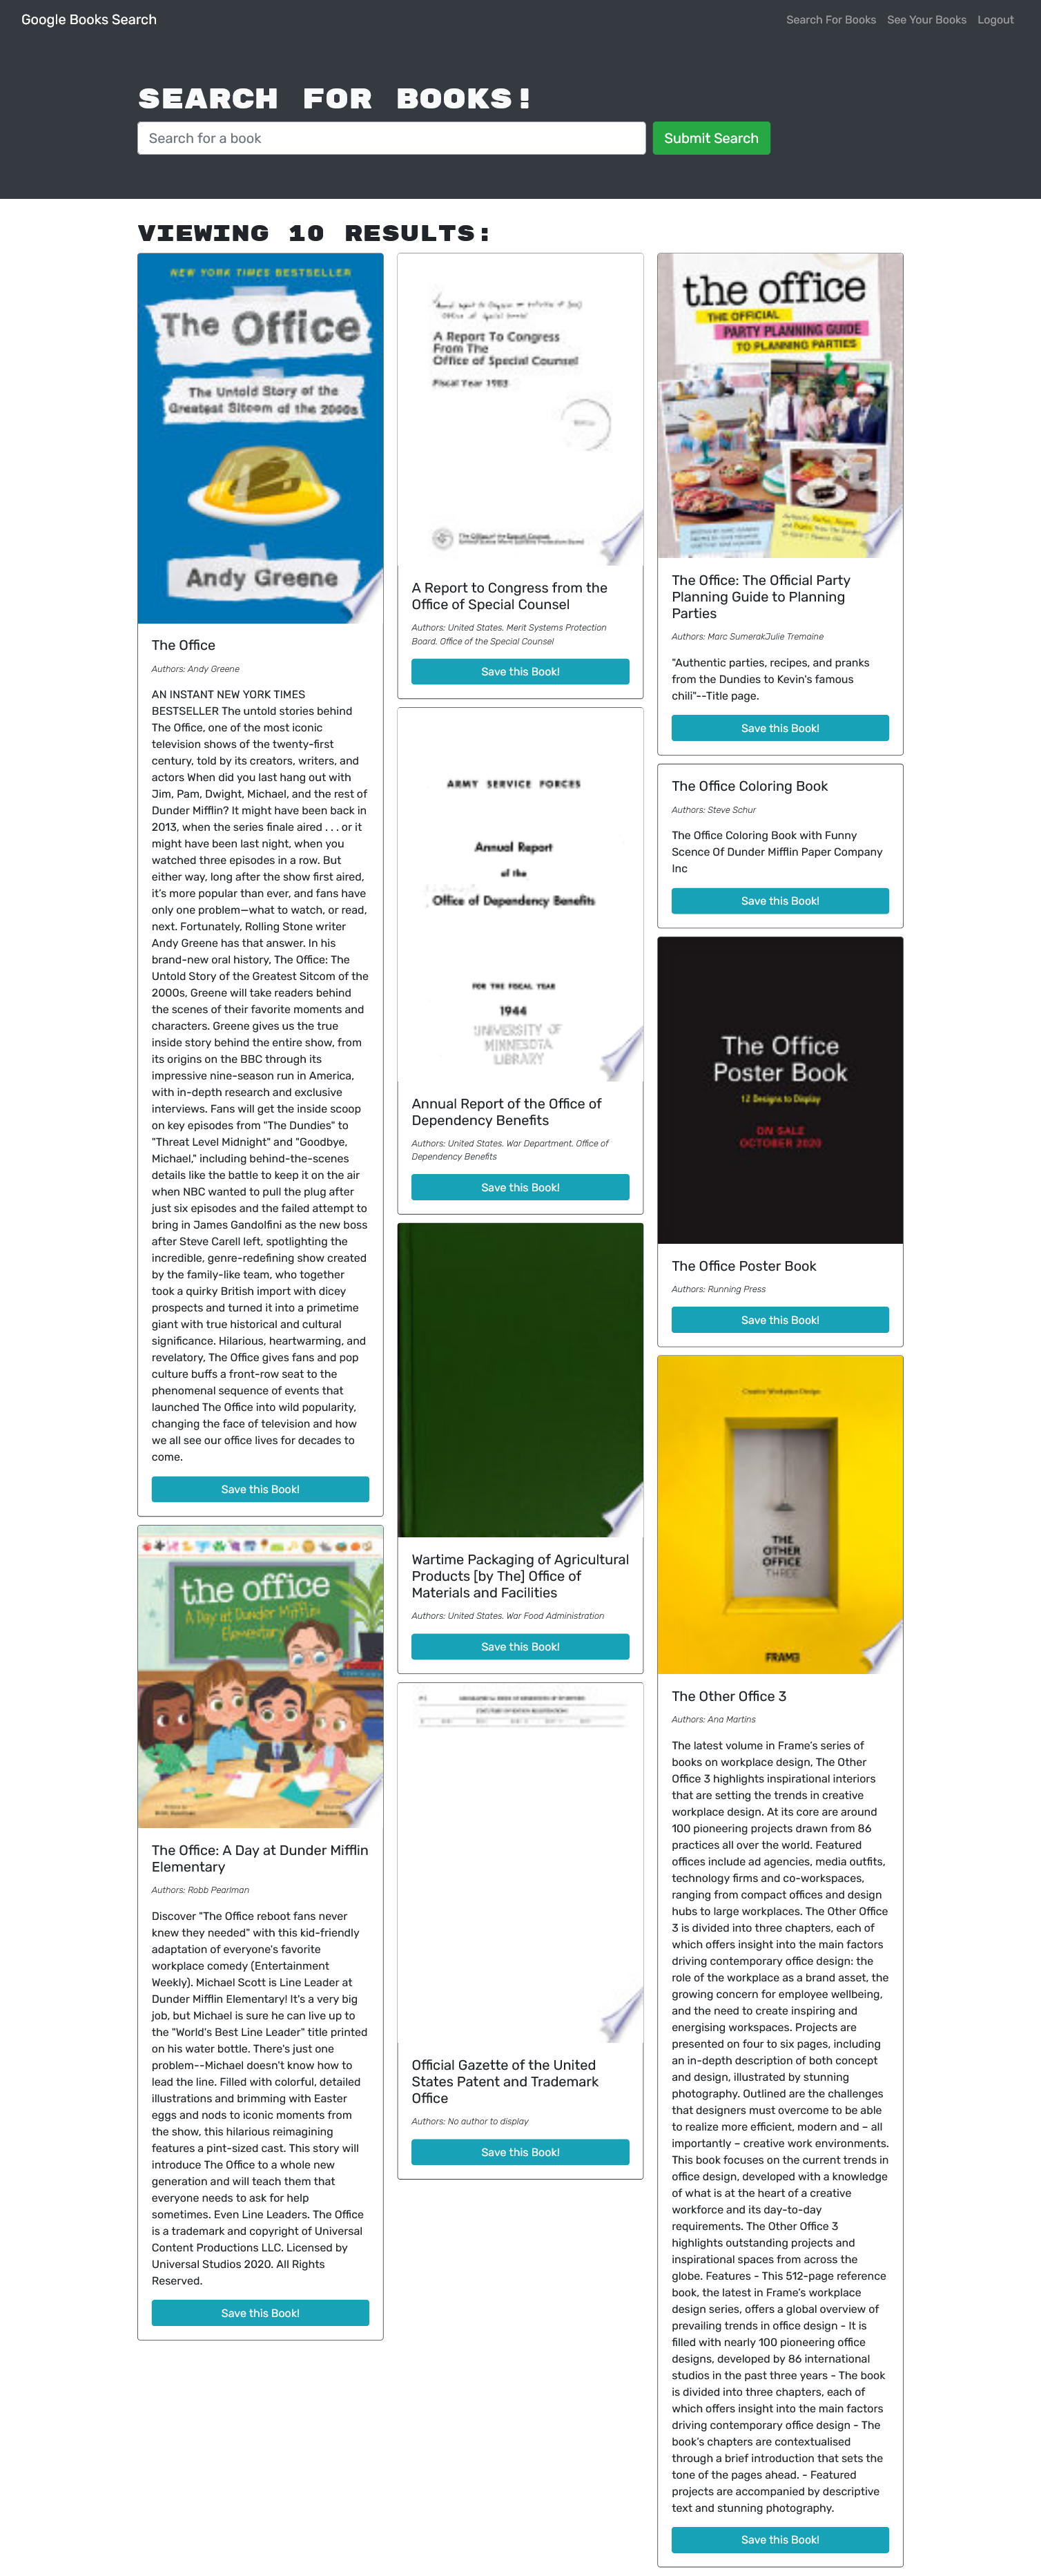 Google Books Search
Search For Books
See Your Books
Logout
SEARCH FOR BOOKS!
Search for a book
Submit Search
VIEWING 10 RESULTS:
NEW YORK TIMES BESTSELLER
The Office
The Untold Story of the
Greatest Sitcom of the 2000s
Andy Greene
The Office
Authors: Andy Greene
AN INSTANT NEW YORK TIMES
BESTSELLER The untold stories behind
The Office, one of the most iconic
television shows of the twenty-first
century, told by its creators, writers, and
actors When did you last hang out with
Jim, Pam, Dwight, Michael, and the rest of
Dunder Mifflin? It might have been back in
2013, when the series finale aired . . . or it
might have been last night, when you
watched three episodes in a row. But
either way, long after the show first aired,
it's more popular than ever, and fans have
only one problem—what to watch, or read,
next. Fortunately, Rolling Stone writer
Andy Greene has that answer. In his
brand-new oral history, The Office: The
Untold Story of the Greatest Sitcom of the
2000s, Greene will take readers behind
the scenes of their favorite moments and
characters. Greene gives us the true
inside story behind the entire show, from
its origins on the BBC through its
impressive nine-season run in America,
with in-depth research and exclusive
interviews. Fans will get the inside scoop
on key episodes from "The Dundies" to
"Threat Level Midnight" and "Goodbye,
Michael," including behind-the-scenes
details like the battle to keep it on the air
when NBC wanted to pull the plug after
just six episodes and the failed attempt to
bring in James Gandolfini as the new boss
after Steve Carell left, spotlighting the
incredible, genre-redefining show created
by the family-like team, who together
took a quirky British import with dicey
prospects and turned it into a primetime
giant with true historical and cultural
significance. Hilarious, heartwarming, and
revelatory, The Office gives fans and pop
culture buffs a front-row seat to the
phenomenal sequence of events that
launched The Office into wild popularity,
changing the face of television and how
we all see our office lives for decades to
come.
Save this Book!
the office
A Day at Dunder Mifflin
Elementary
The Office: A Day at Dunder Mifflin
Elementary
Authors: Robb Pearlman
Discover "The Office reboot fans never
knew they needed" with this kid-friendly
adaptation of everyone's favorite
workplace comedy (Entertainment
Weekly). Michael Scott is Line Leader at
Dunder Mifflin Elementary! It's a very big
job, but Michael is sure he can live up to
the "World's Best Line Leader" title printed
on his water bottle. There's just one
problem--Michael doesn't know how to
lead the line. Filled with colorful, detailed
illustrations and brimming with Easter
eggs and nods to iconic moments from
the show, this hilarious reimagining
features a pint-sized cast. This story will
introduce The Office to a whole new
generation and will teach them that
everyone needs to ask for help
sometimes. Even Line Leaders. The Office
is a trademark and copyright of Universal
Content Productions LLC. Licensed by
Universal Studios 2020. All Rights
Reserved.
Save this Book!
A Report To Congress
From The
Office of Special Counsel
Fiscal Year 1983
A Report to Congress from the
Office of Special Counsel
Authors: United States. Merit Systems Protection
Board. Office of the Special Counsel
Save this Book!
ARMY SERVICE FORCES
Annual Report
of the
Office of Dependency Benefits
FOR THE FISCAL YEAR
1944
UNIVERSITY OF
MINNESOTA
LIBRARY
Annual Report of the Office of
Dependency Benefits
Authors: United States. War Department. Office of
Dependency Benefits
Save this Book!
Wartime Packaging of Agricultural
Products [by The] Office of
Materials and Facilities
Authors: United States. War Food Administration
Save this Book!
Official Gazette of the United
States Patent and Trademark
Office
Authors: No author to display
Save this Book!
the office
THE OFFICIAL
PARTY PLANNING GUIDE
TO PLANNING PARTIES
The Office: The Official Party
Planning Guide to Planning
Parties
Authors: Marc SumerakJulie Tremaine
"Authentic parties, recipes, and pranks
from the Dundies to Kevin's famous
chili"--Title page.
Save this Book!
The Office Coloring Book
Authors: Steve Schur
The Office Coloring Book with Funny
Scence Of Dunder Mifflin Paper Company
Inc
Save this Book!
The Office
Poster Book
12 Designs to Display
ON SALE
OCTOBER 2020
The Office Poster Book
Authors: Running Press
Save this Book!
Creative Workplace Design
THE
OTHER
OFFICE
THREE
FRAME
The Other Office 3
Authors: Ana Martins
The latest volume in Frame's series of
books on workplace design, The Other
Office 3 highlights inspirational interiors
that are setting the trends in creative
workplace design. At its core are around
100 pioneering projects drawn from 86
practices all over the world. Featured
offices include ad agencies, media outfits,
technology firms and co-workspaces,
ranging from compact offices and design
hubs to large workplaces. The Other Office
3 is divided into three chapters, each of
which offers insight into the main factors
driving contemporary office design: the
role of the workplace as a brand asset, the
growing concern for employee wellbeing,
and the need to create inspiring and
energising workspaces. Projects are
presented on four to six pages, including
an in-depth description of both concept
and design, illustrated by stunning
photography. Outlined are the challenges
that designers must overcome to be able
to realize more efficient, modern and – all
importantly – creative work environments.
This book focuses on the current trends in
office design, developed with a knowledge
of what is at the heart of a creative
workforce and its day-to-day
requirements. The Other Office 3
highlights outstanding projects and
inspirational spaces from across the
globe. Features - This 512-page reference
book, the latest in Frame's workplace
design series, offers a global overview of
prevailing trends in office design - It is
filled with nearly 100 pioneering office
designs, developed by 86 international
studios in the past three years - The book
is divided into three chapters, each of
which offers insight into the main factors
driving contemporary office design - The
book's chapters are contextualised
through a brief introduction that sets the
tone of the pages ahead. - Featured
projects are accompanied by descriptive
text and stunning photography.
Save this Book!